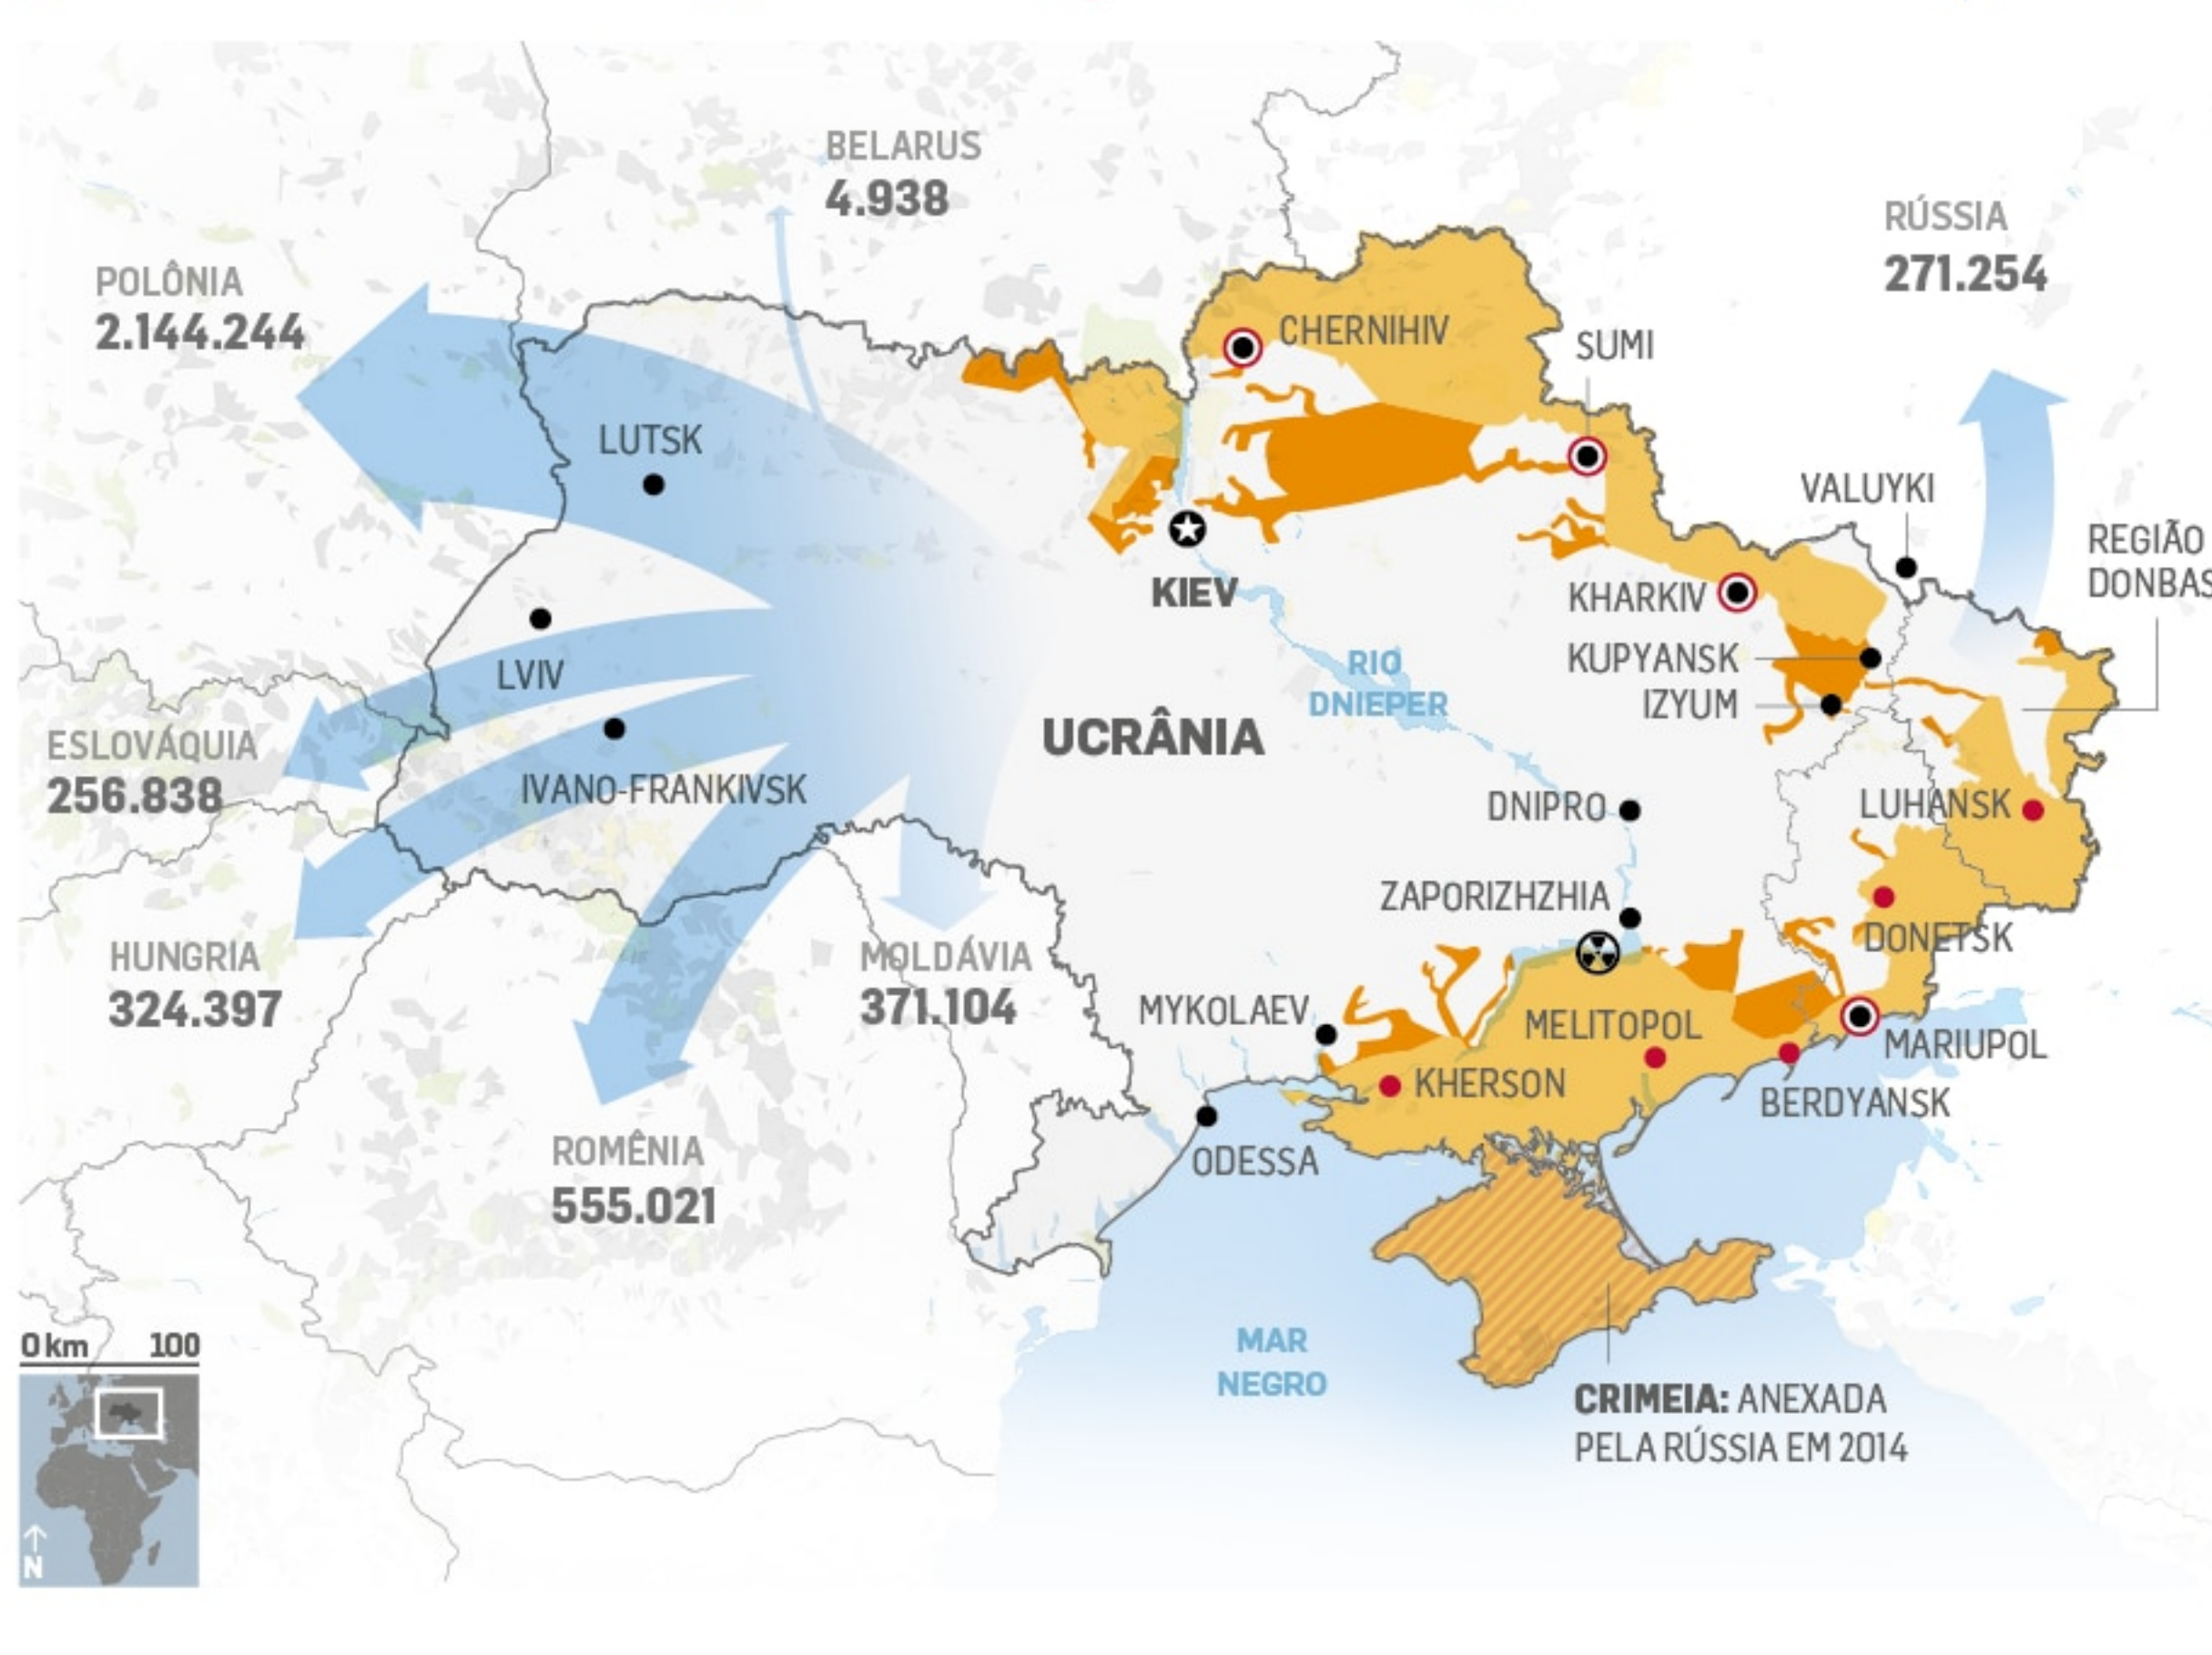 BELARUS
4.938
RÚSSIA
271.254
POLÔNIA
2.144.244
CHERNIHIV
SUMI
LUTSK
VALUYKI
REGIÃO
DONBAS
KIEV
KHARKIV
KUPYANSK
IZYUM
RIO
DNIEPER
LVIV
UCRÂNIA
ESLOVÁQUIA
256.838
IVANO-FRANKIVSK
DNIPRO
LUHANSK
ZAPORIZHZHIA
DONETSK
HUNGRIA
324.397
MOLDÁVIA
371.104
MYKOLAEV
MELITOPOL
MARIUPOL
KHERSON
BERDYANSK
ODESSA
ROMÊNIA
555.021
MAR
NEGRO
0 km 100
CRIMEIA: ANEXADA
PELA RÚSSIA EM 2014
N